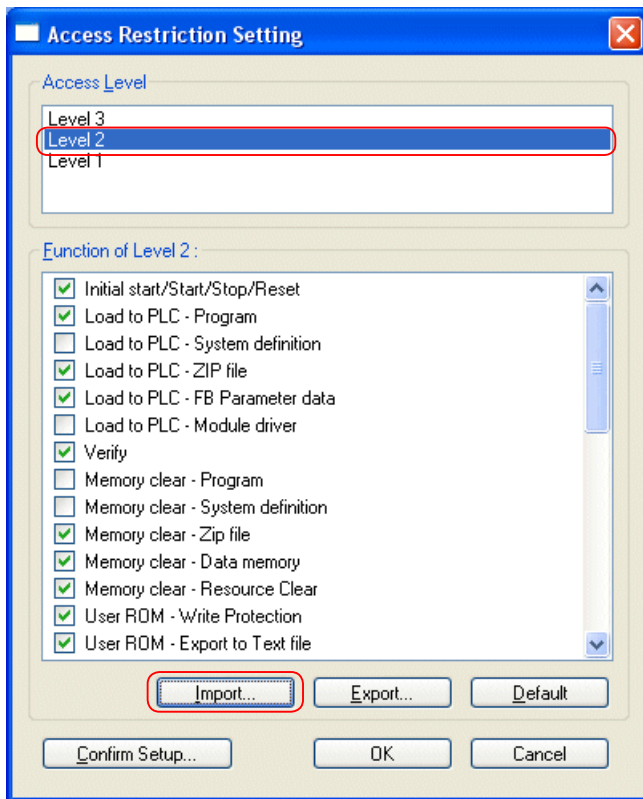 Access Restriction Setting
Access Level
Level 3
Level 2
Level 1
Function of Level 2 :
Initial start/Start/Stop/Reset
Load to PLC - Program
Load to PLC - System definition
Load to PLC - ZIP file
Load to PLC - FB Parameter data
Load to PLC - Module driver
Verify
Memory clear - Program
Memory clear - System definition
Memory clear - Zip file
Memory clear - Data memory
Memory clear - Resource Clear
User ROM - Write Protection
User ROM - Export to Text file
Import... Export... Default
Confirm Setup... OK Cancel